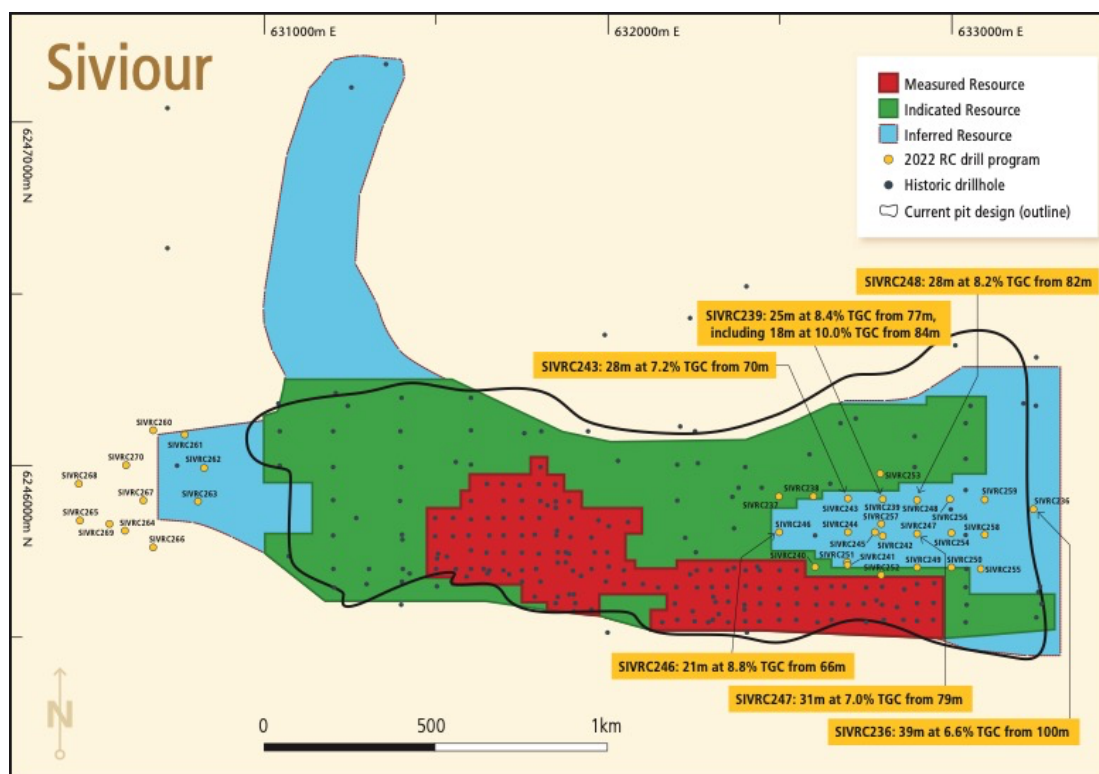 Siviour
631000m E
632000m E
633000m E
6247000m N
6246000m N
Measured Resource
Indicated Resource
Inferred Resource
2022 RC drill program
Historic drillhole
Current pit design (outline)
SIVRC248: 28m at 8.2% TGC from 82m
SIVRC239: 25m at 8.4% TGC from 77m,
including 18m at 10.0% TGC from 84m
SIVRC243: 28m at 7.2% TGC from 70m
SIVRC260
SIVRC261
SIVRC270
SIVRC262
SIVRC268
SIVRC267
SIVRC263
SIVRC265
SIVRC264
SIVRC269
SIVRC266
SIVRC253
SIVRC238
SIVRC237
SIVRC243
SIVRC239
SIVRC248
SIVRC259
SIVRC236
SIVRC257
SIVRC256
SIVRC246
SIVRC244
SIVRC247
SIVRC258
SIVRC245
SIVRC242
SIVRC254
SIVRC240
SIVRC251
SIVRC241
SIVRC249
SIVRC250
SIVRC252
SIVRC255
SIVRC246: 21m at 8.8% TGC from 66m
SIVRC247: 31m at 7.0% TGC from 79m
SIVRC236: 39m at 6.6% TGC from 100m
N
0
500
1km